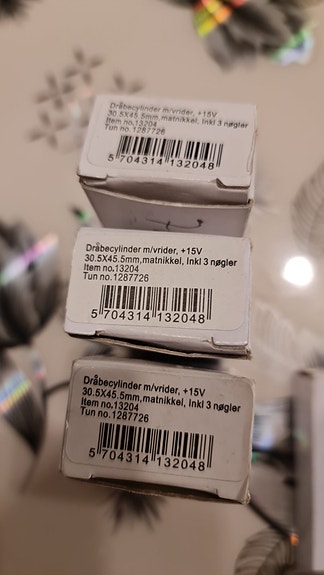 Dråbecylinder m/vrider, +15V
30.5X45.5mm,matnikkel, Inkl 3 nøgler
Item no.13204
Tun no.1287726
5 704314 132048
Dråbecylinder m/vrider, +15V
30.5X45.5mm,matnikkel, Inkl 3 nøgler
Item no.13204
Tun no.1287726
5 704314 132048
Dråbecylinder m/vrider, +15V
30.5X45.5mm,matnikkel, Inkl 3 nøgler
Item no.13204
Tun no.1287726
5 704314 132048